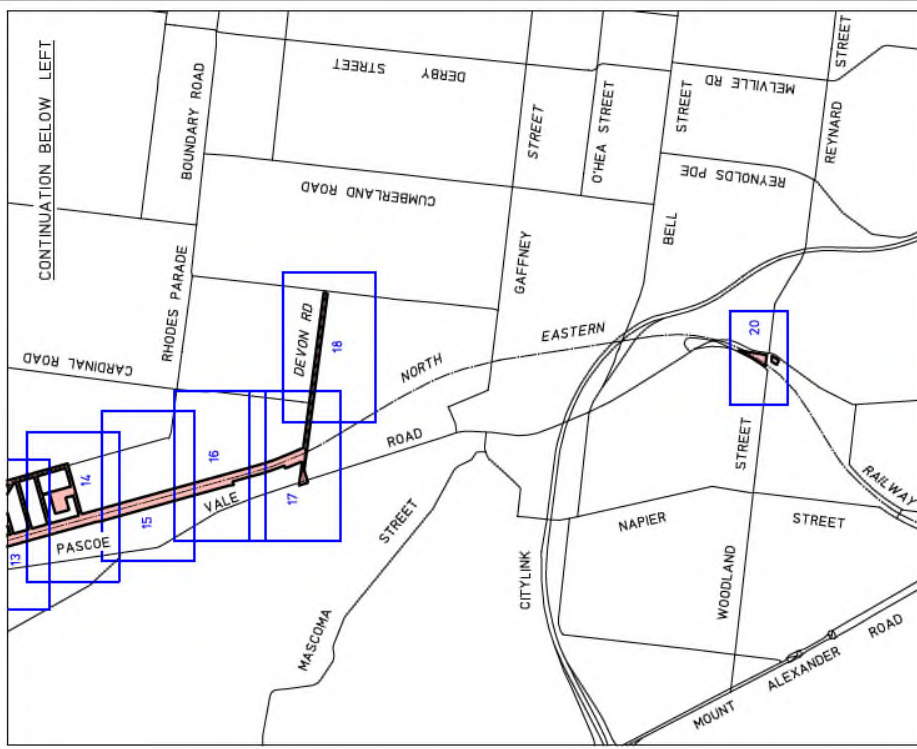 CONTINUATION BELOW LEFT
BOUNDARY ROAD
DERBY STREET
STREET
O'HEA STREET
STREET
MELVILLE RD
STREET
REYNARD
REYNOLDS PDE
CUMBERLAND ROAD
RHODES PARADE
CARDINAL ROAD
GAFFNEY
BELL
DEVON RD
18
NORTH
EASTERN
RAILWAY
20
ROAD
16
14
15
13
17
VALE
PASCOE
STREET
MASCOMA
CITYLINK
NAPIER
STREET
STREET
WOODLAND
MOUNT
ALEXANDER
ROAD